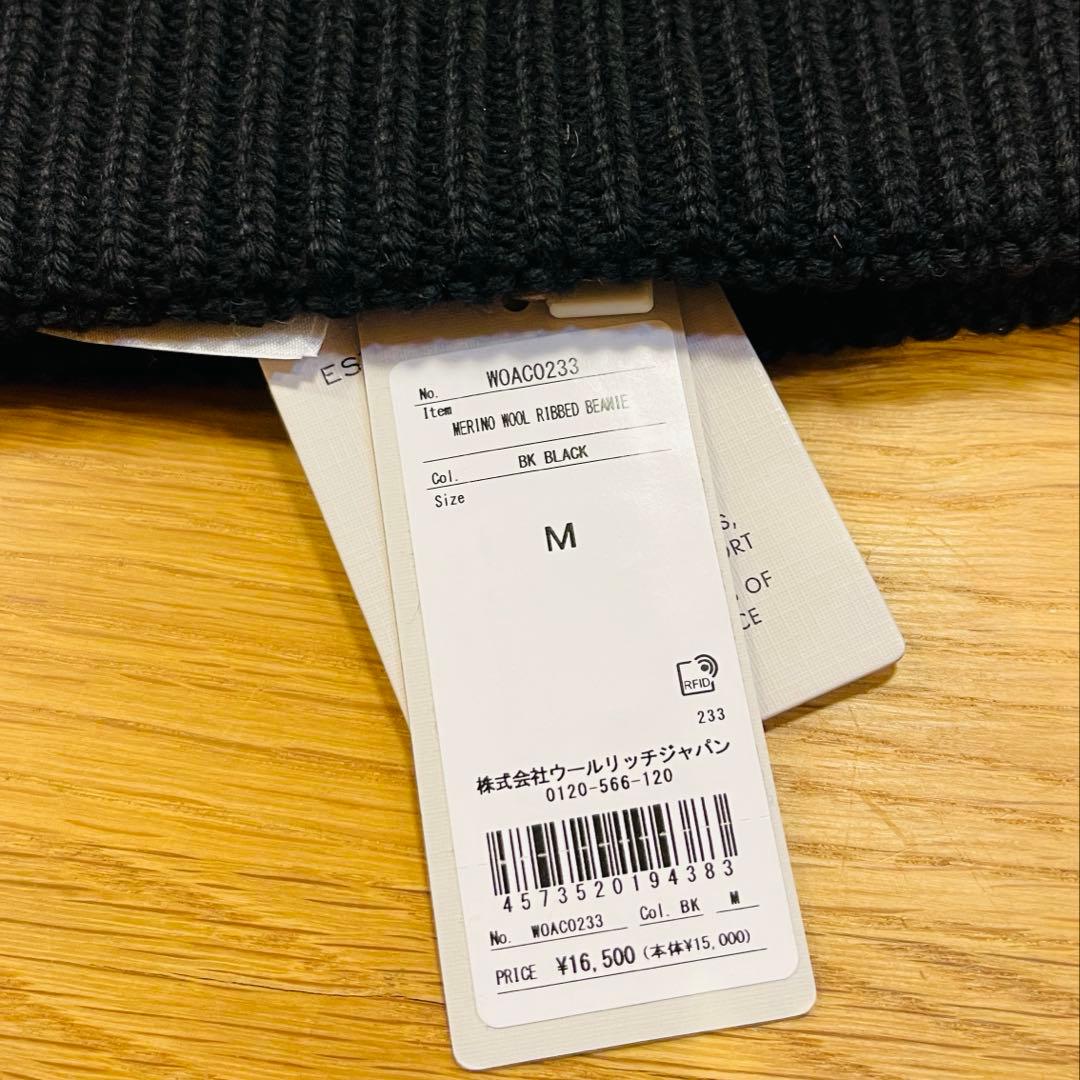 ES
No. WOAC0233
Item
MERINO WOOL RIBBED BEANIE
Col. BK BLACK
Size
M
RFID
233
株式会社ウールリッチジャパン
0120-566-120
4573520194383
No. WOAC0233 Col. BK M
PRICE ¥16,500 (本体¥15,000)
S,
ORT
OF
CE